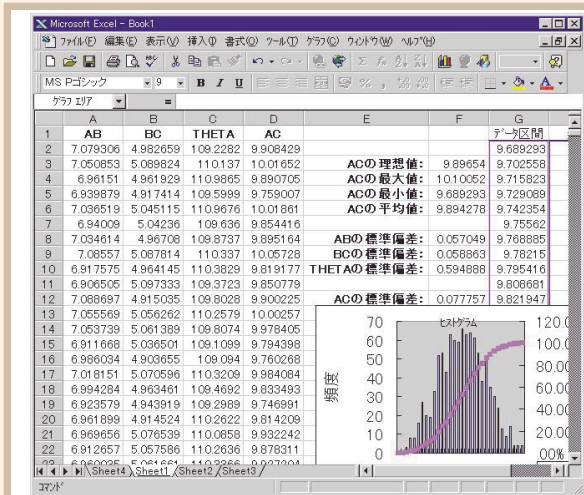 Microsoft Excel - Book1
ファイル(F) 編集(E) 表示(V) 挿入(I) 書式(O) ツール(T) グラフ(C) ウィンドウ(W) ヘルプ(H)
MS Pゴシック 9 B I U % ,
グラフ エリア =
A B C D E F G
1 AB BC THETA AC データ区間
2 7.079306 4.982659 109.2282 9.908429 9.689293
3 7.050853 5.089824 110.137 10.01652 ACの理想値: 9.89654 9.702558
4 6.96151 4.961929 110.9865 9.890705 ACの最大値: 10.10052 9.715823
5 6.939879 4.917414 109.5999 9.759007 ACの最小値: 9.689293 9.729089
6 7.036519 5.045115 110.9676 10.01861 ACの平均値: 9.894278 9.742354
7 6.94009 5.04236 109.636 9.854416 9.75562
8 7.034614 4.96708 109.8737 9.895164 ABの標準偏差: 0.057049 9.768885
9 7.08557 5.087814 110.337 10.05728 BCの標準偏差: 0.058863 9.78215
10 6.917575 4.964145 110.3829 9.819177 THETAの標準偏差: 0.594888 9.795416
11 6.906505 5.097333 109.3723 9.850779 9.808681
12 7.088697 4.915035 109.8028 9.900225 ACの標準偏差: 0.077757 9.821947
13 7.055569 5.056262 110.2579 10.00257
14 7.053739 5.061389 109.8074 9.978405
15 6.911668 5.036501 109.1099 9.794398
16 6.986034 4.903655 109.094 9.760268
17 7.018151 5.070596 110.3209 9.984084
18 6.994284 4.963461 109.4692 9.833493
19 6.923579 4.943919 109.2989 9.746991
20 6.961899 4.914524 110.2622 9.814209
21 6.969656 5.076539 110.0858 9.932242
22 6.912657 5.057586 110.2636 9.878311
ヒストグラム
頻度
70
60
50
40
30
20
10
0
120.0
100.0
80.00
60.00
40.00
20.00
.00%
Sheet4 Sheet1 Sheet2 Sheet3
コマンド